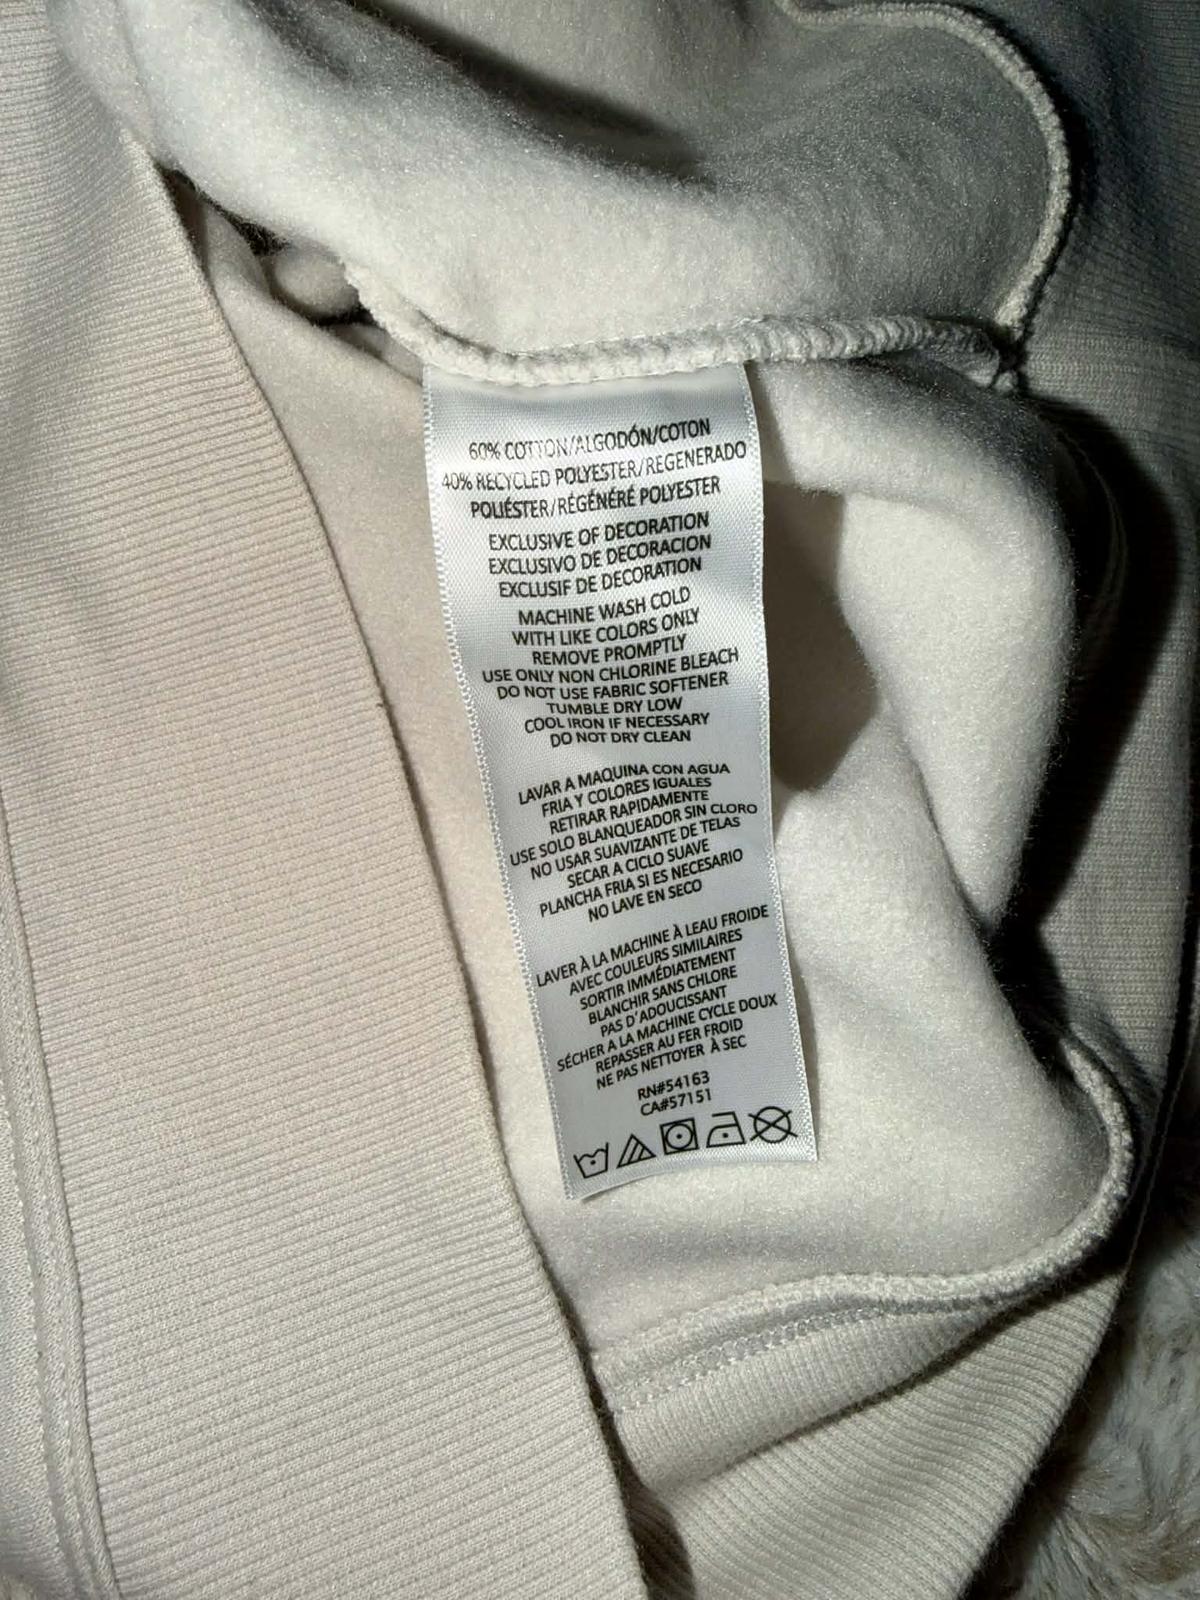 60% COTTON/ALGODÓN/COTON
40% RECYCLED POLYESTER/REGENERADO
POLIÉSTER/RÉGÉNÉRÉ POLYESTER
EXCLUSIVE OF DECORATION
EXCLUSIVO DE DECORACION
EXCLUSIF DE DECORATION
MACHINE WASH COLD
WITH LIKE COLORS ONLY
REMOVE PROMPTLY
USE ONLY NON CHLORINE BLEACH
DO NOT USE FABRIC SOFTENER
TUMBLE DRY LOW
COOL IRON IF NECESSARY
DO NOT DRY CLEAN
LAVAR A MAQUINA CON AGUA
FRIA Y COLORES IGUALES
RETIRAR RAPIDAMENTE
USE SOLO BLANQUEADOR SIN CLORO
NO USAR SUAVIZANTE DE TELAS
SECAR A CICLO SUAVE
PLANCHA FRIA SI ES NECESARIO
NO LAVE EN SECO
LAVER À LA MACHINE À LEAU FROIDE
AVEC COULEURS SIMILAIRES
SORTIR IMMÉDIATEMENT
BLANCHIR SANS CHLORE
PAS D'ADOUCISSANT
SÉCHER A LA MACHINE CYCLE DOUX
REPASSER AU FER FROID
NE PAS NETTOYER À SEC
RN#54163
CA#57151